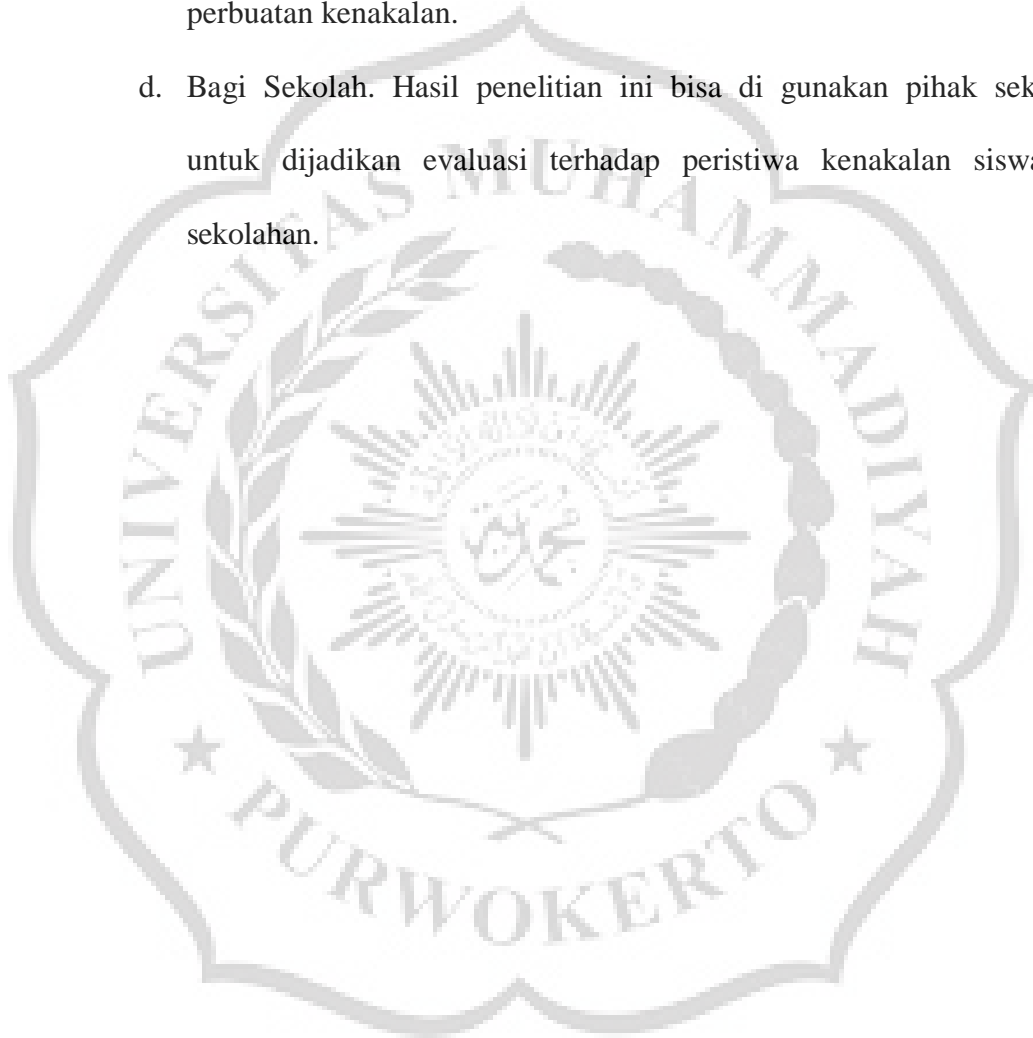 perbuatan kenakalan.
d. Bagi Sekolah. Hasil penelitian ini bisa di gunakan pihak sek
untuk dijadikan evaluasi terhadap peristiwa kenakalan sisw
sekolahan.
UNIVERSITAS MUHAMMADIYAH
★ PURWOKERTO ★